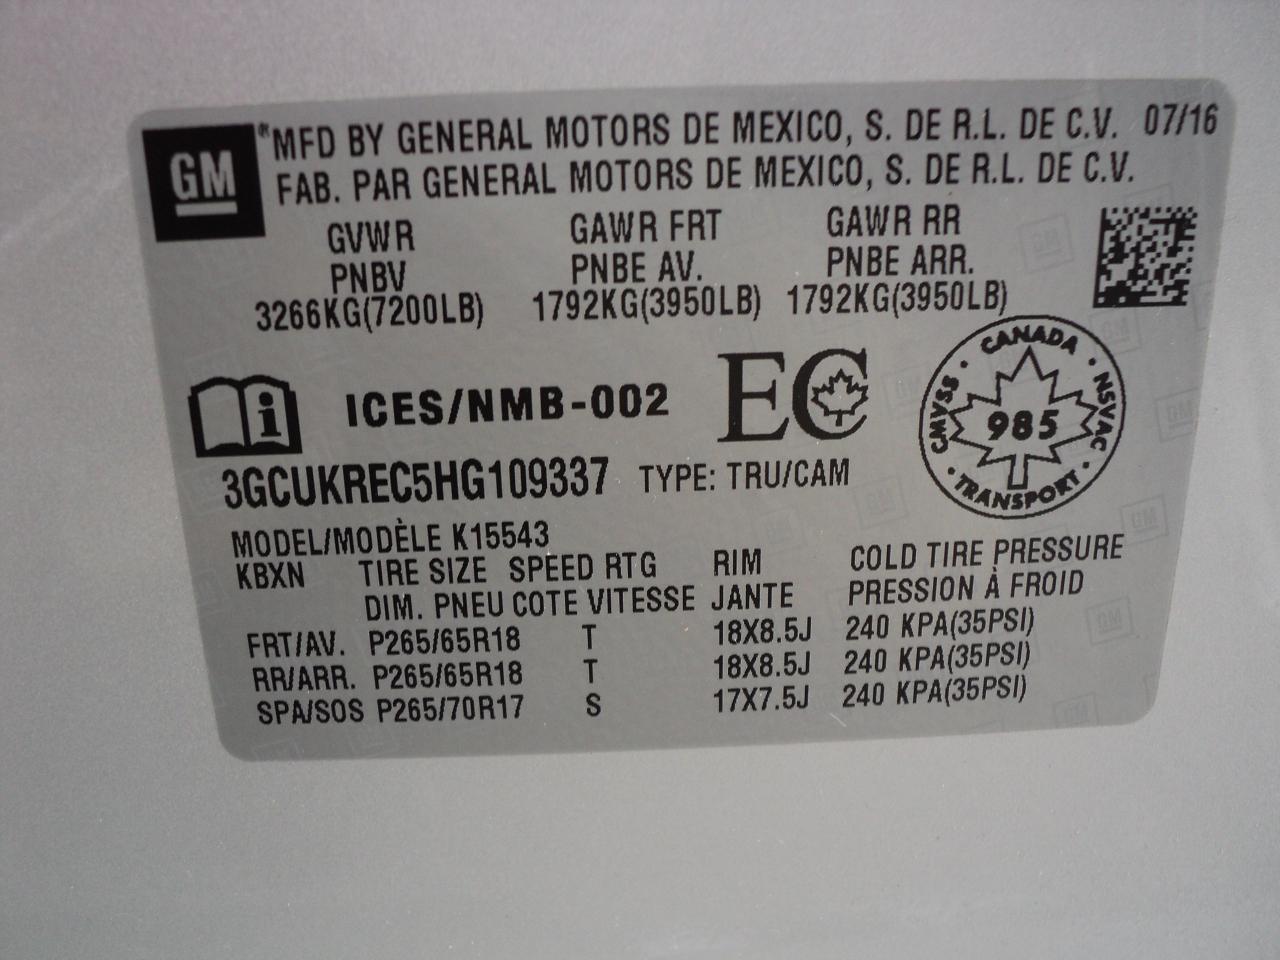 GM
®MFD BY GENERAL MOTORS DE MEXICO, S. DE R.L. DE C.V. 07/16
FAB. PAR GENERAL MOTORS DE MEXICO, S. DE R.L. DE C.V.
GVWR GAWR FRT GAWR RR
PNBV PNBE AV. PNBE ARR.
3266KG(7200LB) 1792KG(3950LB) 1792KG(3950LB)
i ICES/NMB-002 EC
CANADA
CMVSS 985 NSVAC
TRANSPORT
3GCUKREC5HG109337 TYPE: TRU/CAM
MODEL/MODÈLE K15543
KBXN TIRE SIZE SPEED RTG RIM COLD TIRE PRESSURE
DIM. PNEU COTE VITESSE JANTE PRESSION À FROID
FRT/AV. P265/65R18 T 18X8.5J 240 KPA(35PSI)
RR/ARR. P265/65R18 T 18X8.5J 240 KPA(35PSI)
SPA/SOS P265/70R17 S 17X7.5J 240 KPA(35PSI)